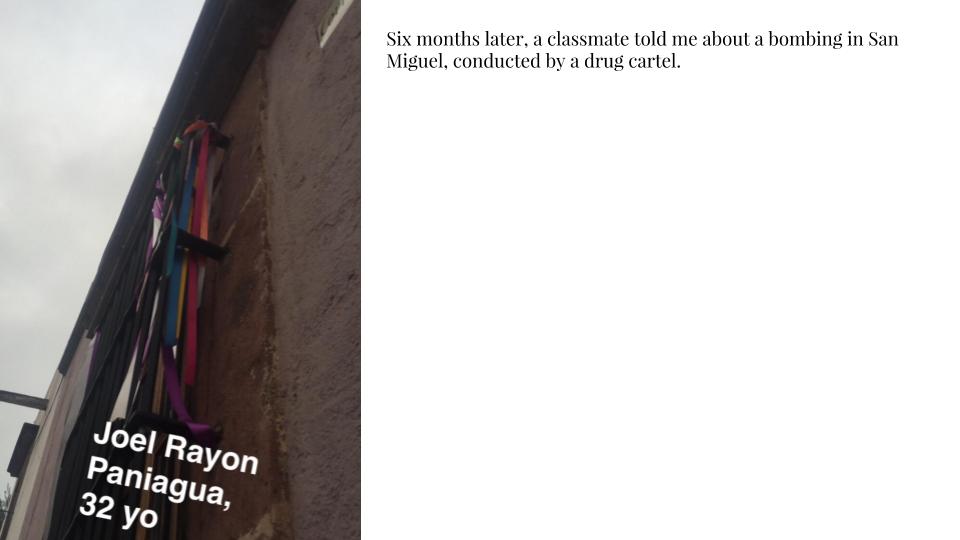 Six months later, a classmate told me about a bombing in San
Miguel, conducted by a drug cartel.
Joel Rayon
Paniagua,
32 yo